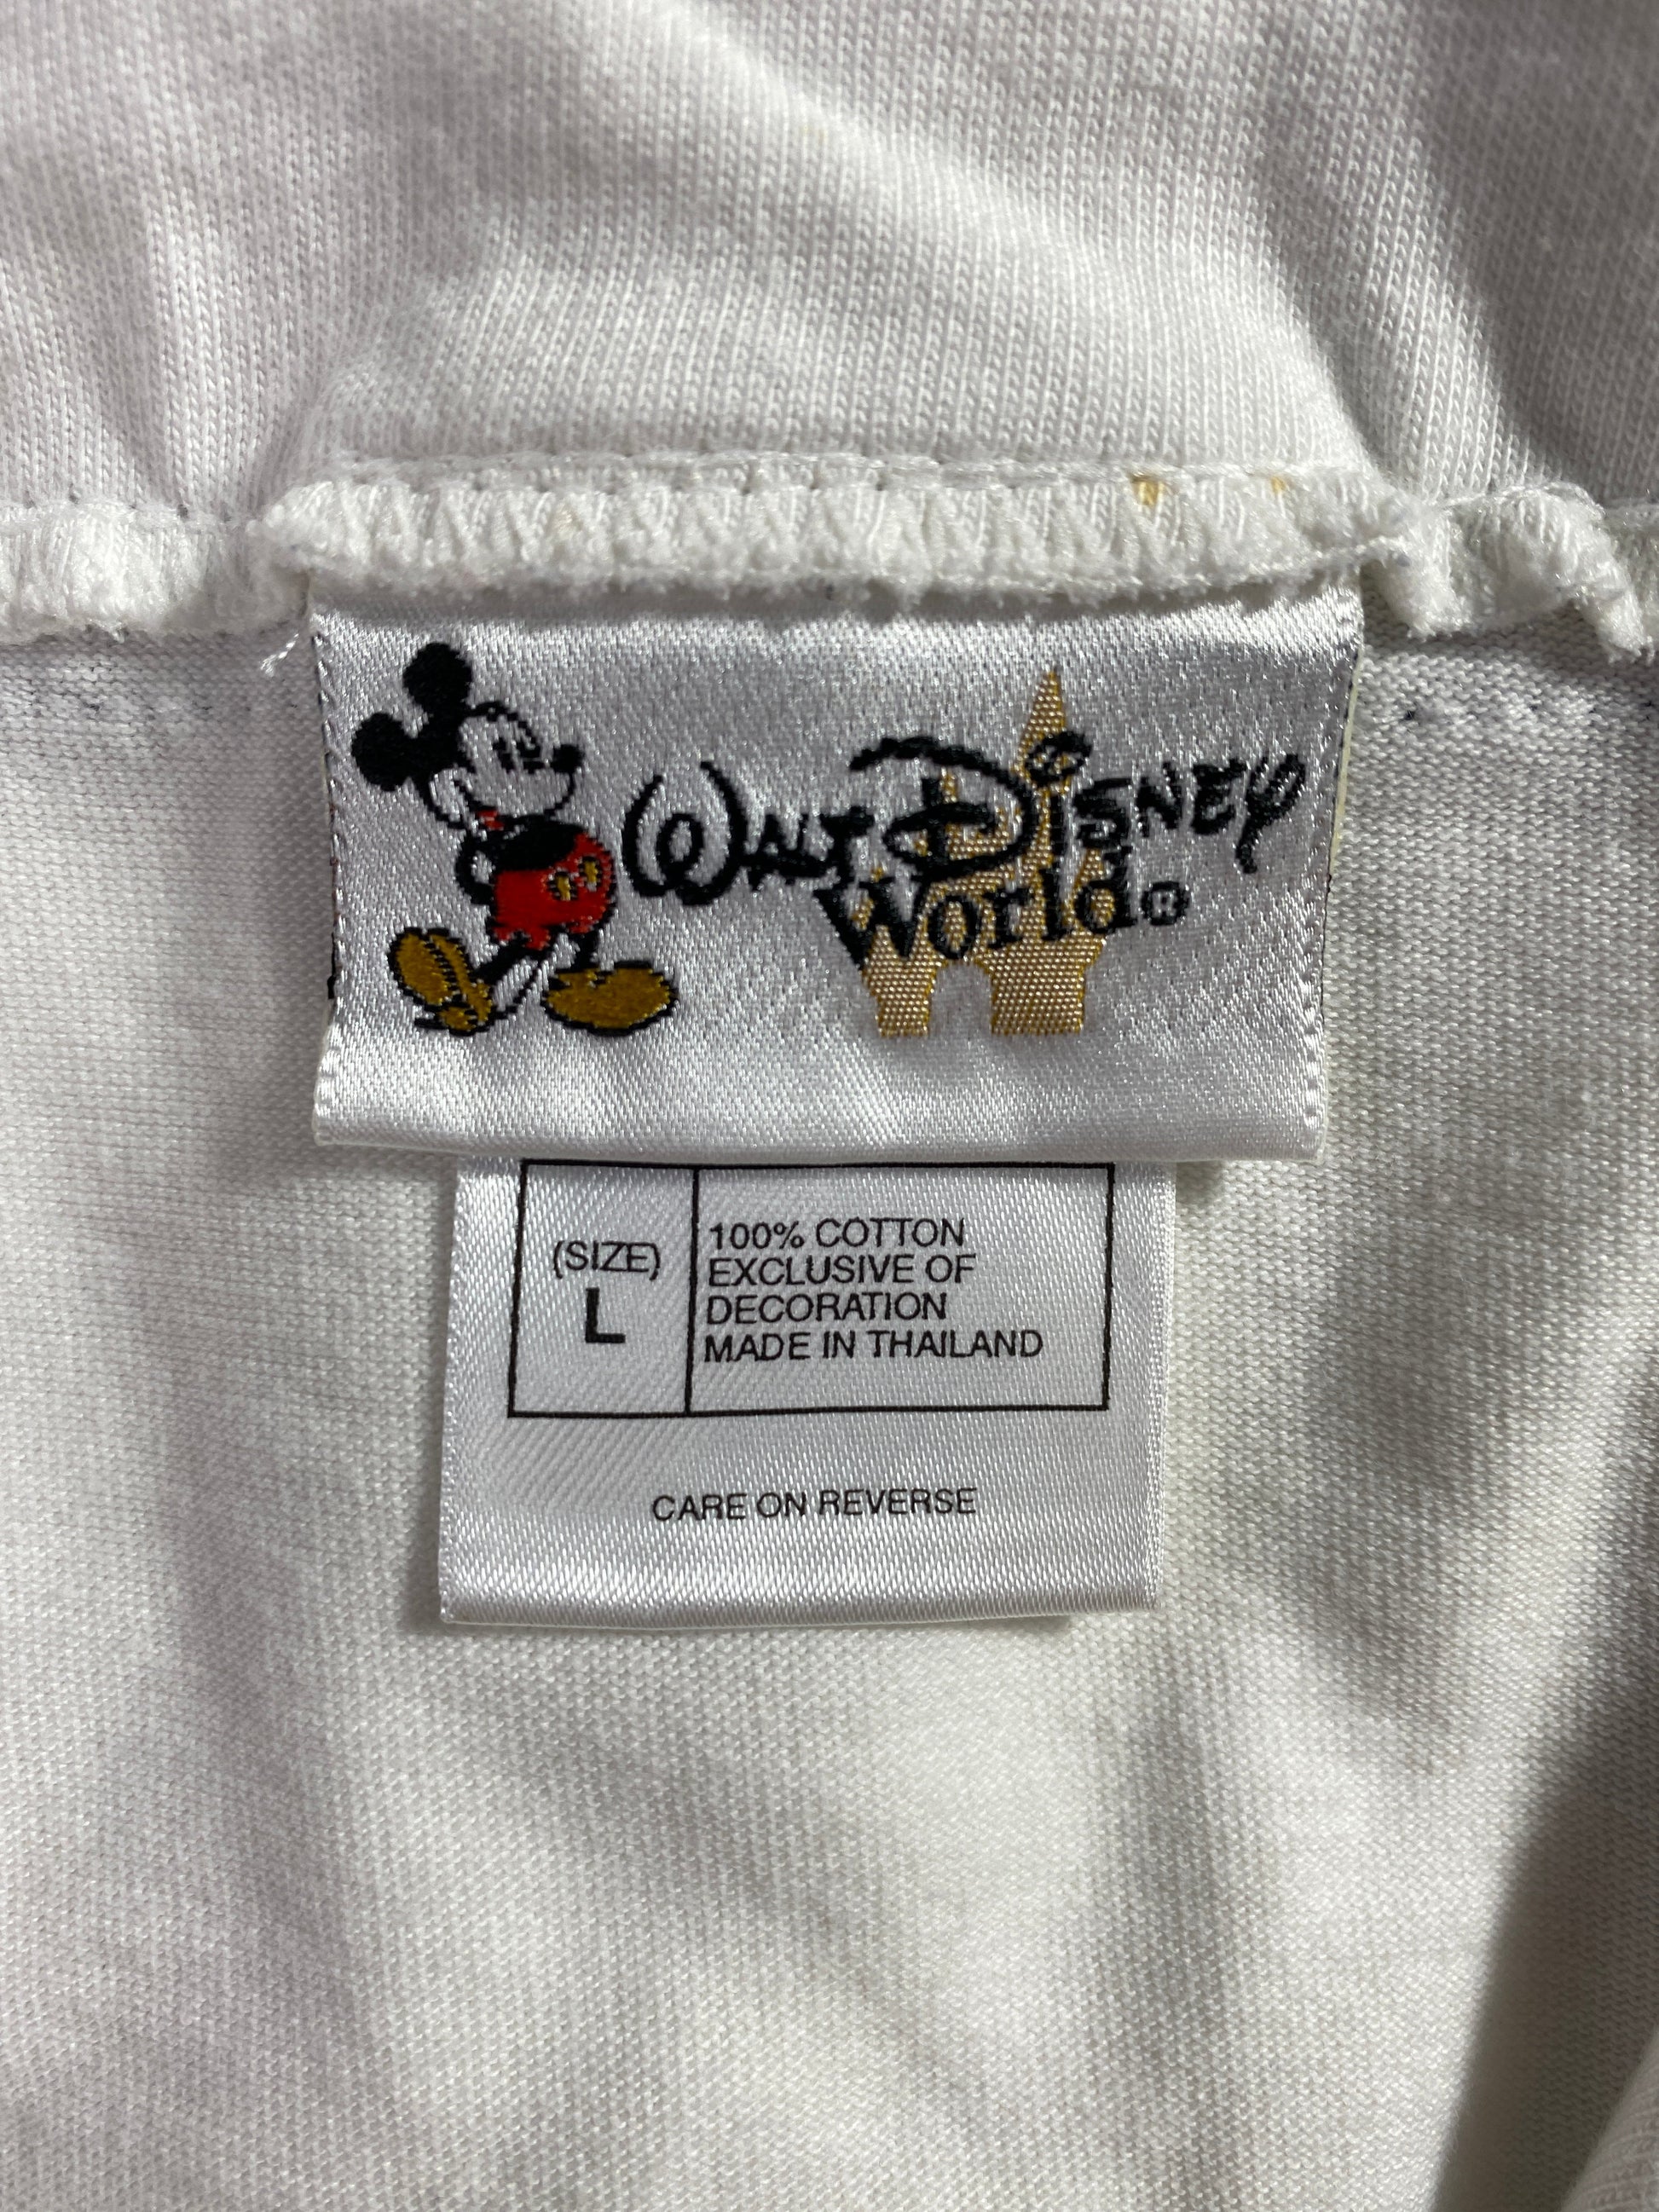 Walt Disney
World®
(SIZE)
L
100% COTTON
EXCLUSIVE OF
DECORATION
MADE IN THAILAND
CARE ON REVERSE